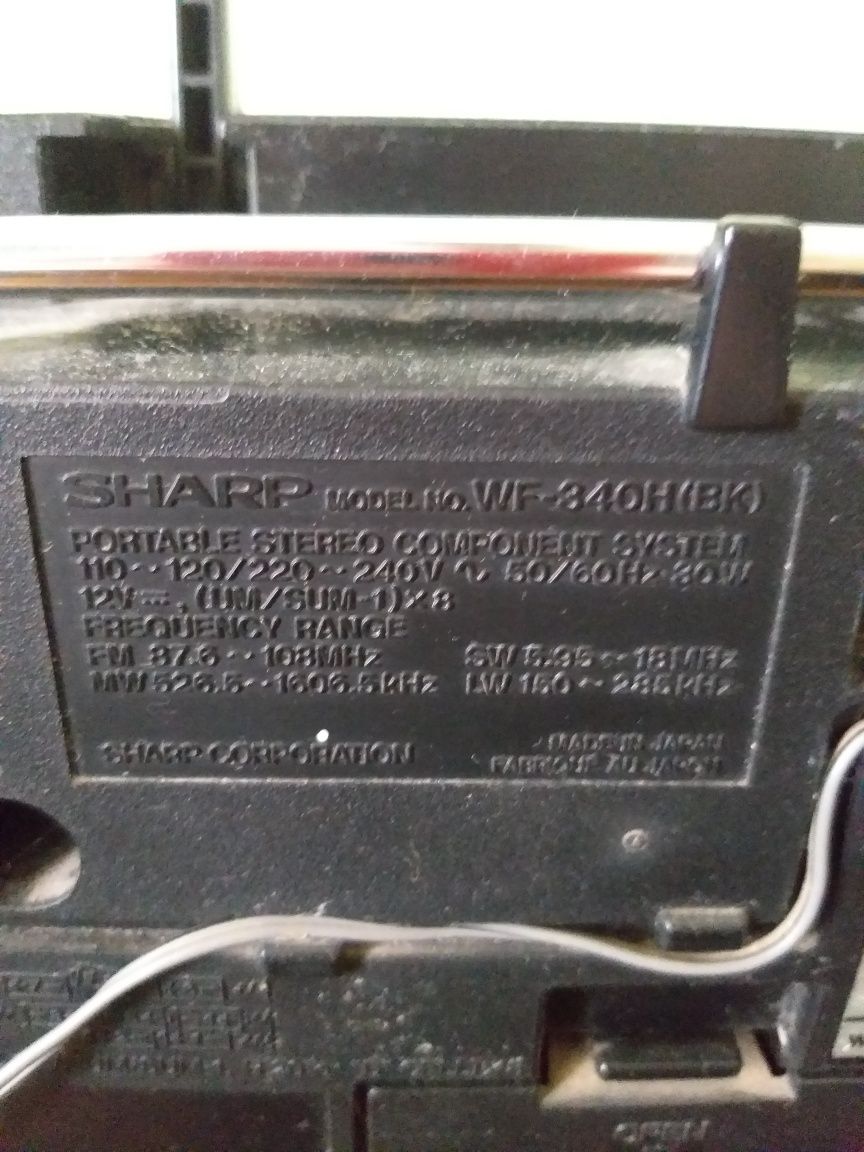 SHARP MODEL NO. WF-340H(BK)
PORTABLE STEREO COMPONENT SYSTEM
110~120/220~240V ∿ 50/60Hz 30W
12V ⎓, (UM/SUM-1)×8
FREQUENCY RANGE
FM 87.6~108MHz SW 5.95~18MHz
MW 526.5~1606.5kHz LW 150~285kHz
SHARP CORPORATION
MADE IN JAPAN
FABRIQUE AU JAPON
OPEN